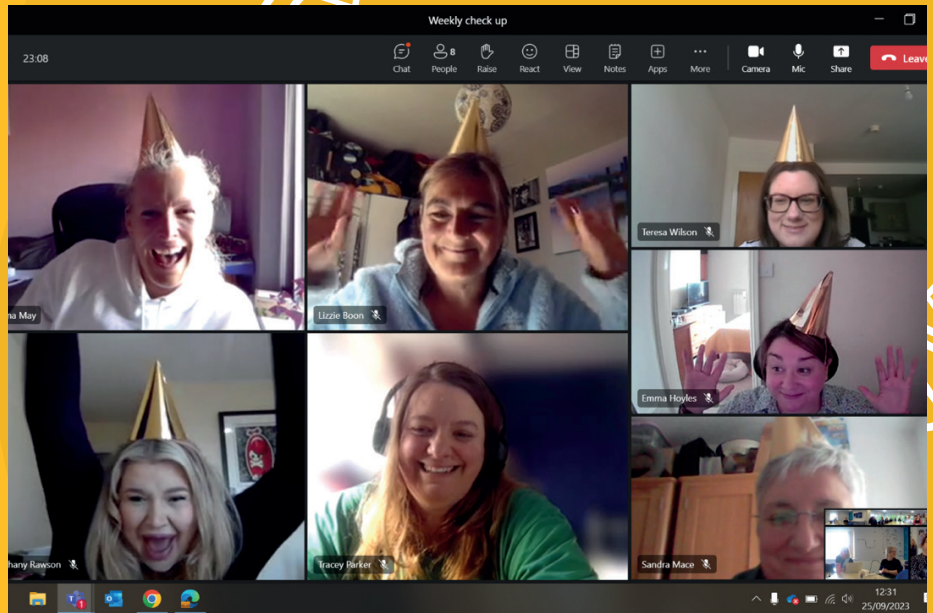 Weekly check up
23:08
8
Chat People Raise React View Notes Apps More Camera Mic Share Leave
Teresa Wilson
na May
Lizzie Boon
Emma Hoyles
hany Rawson
Tracey Parker
Sandra Mace
12:31
25/09/2023